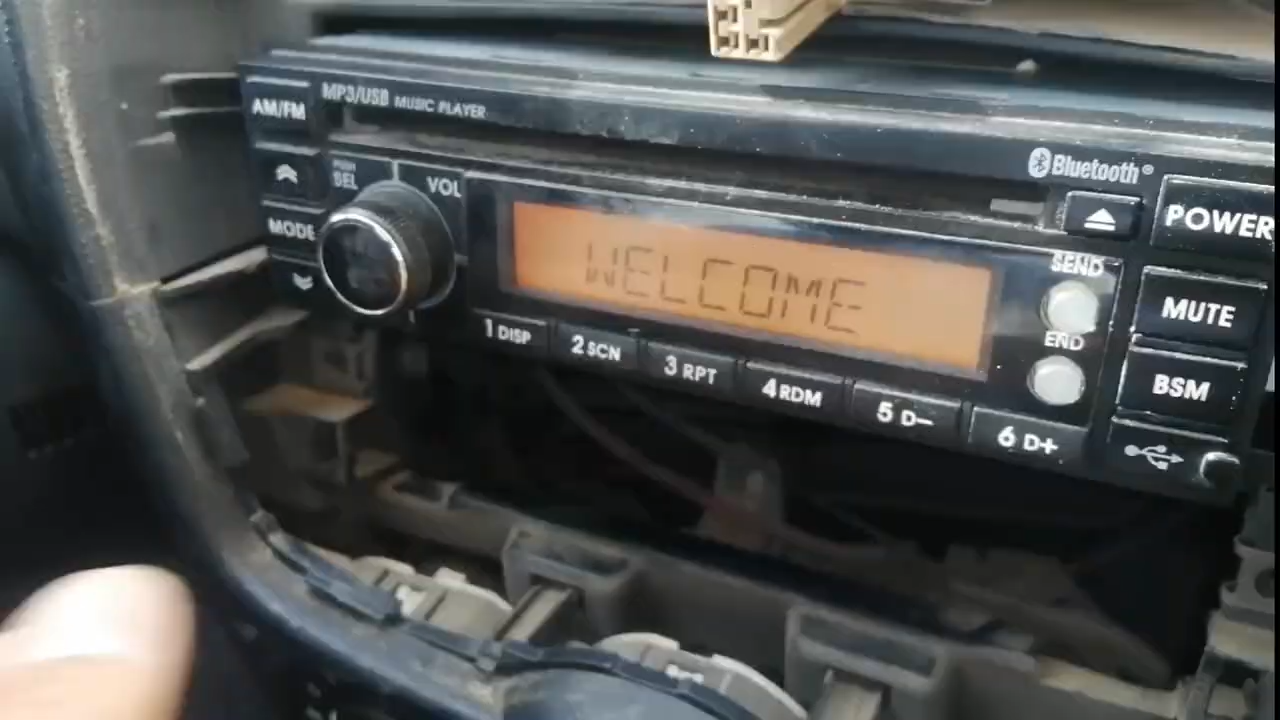 AM/FM
MP3/USB MUSIC PLAYER
Bluetooth®
PUSH
SEL
VOL
POWER
MODE
WELCOME
SEND
MUTE
END
BSM
1 DISP
2 SCN
3 RPT
4 RDM
5 D-
6 D+